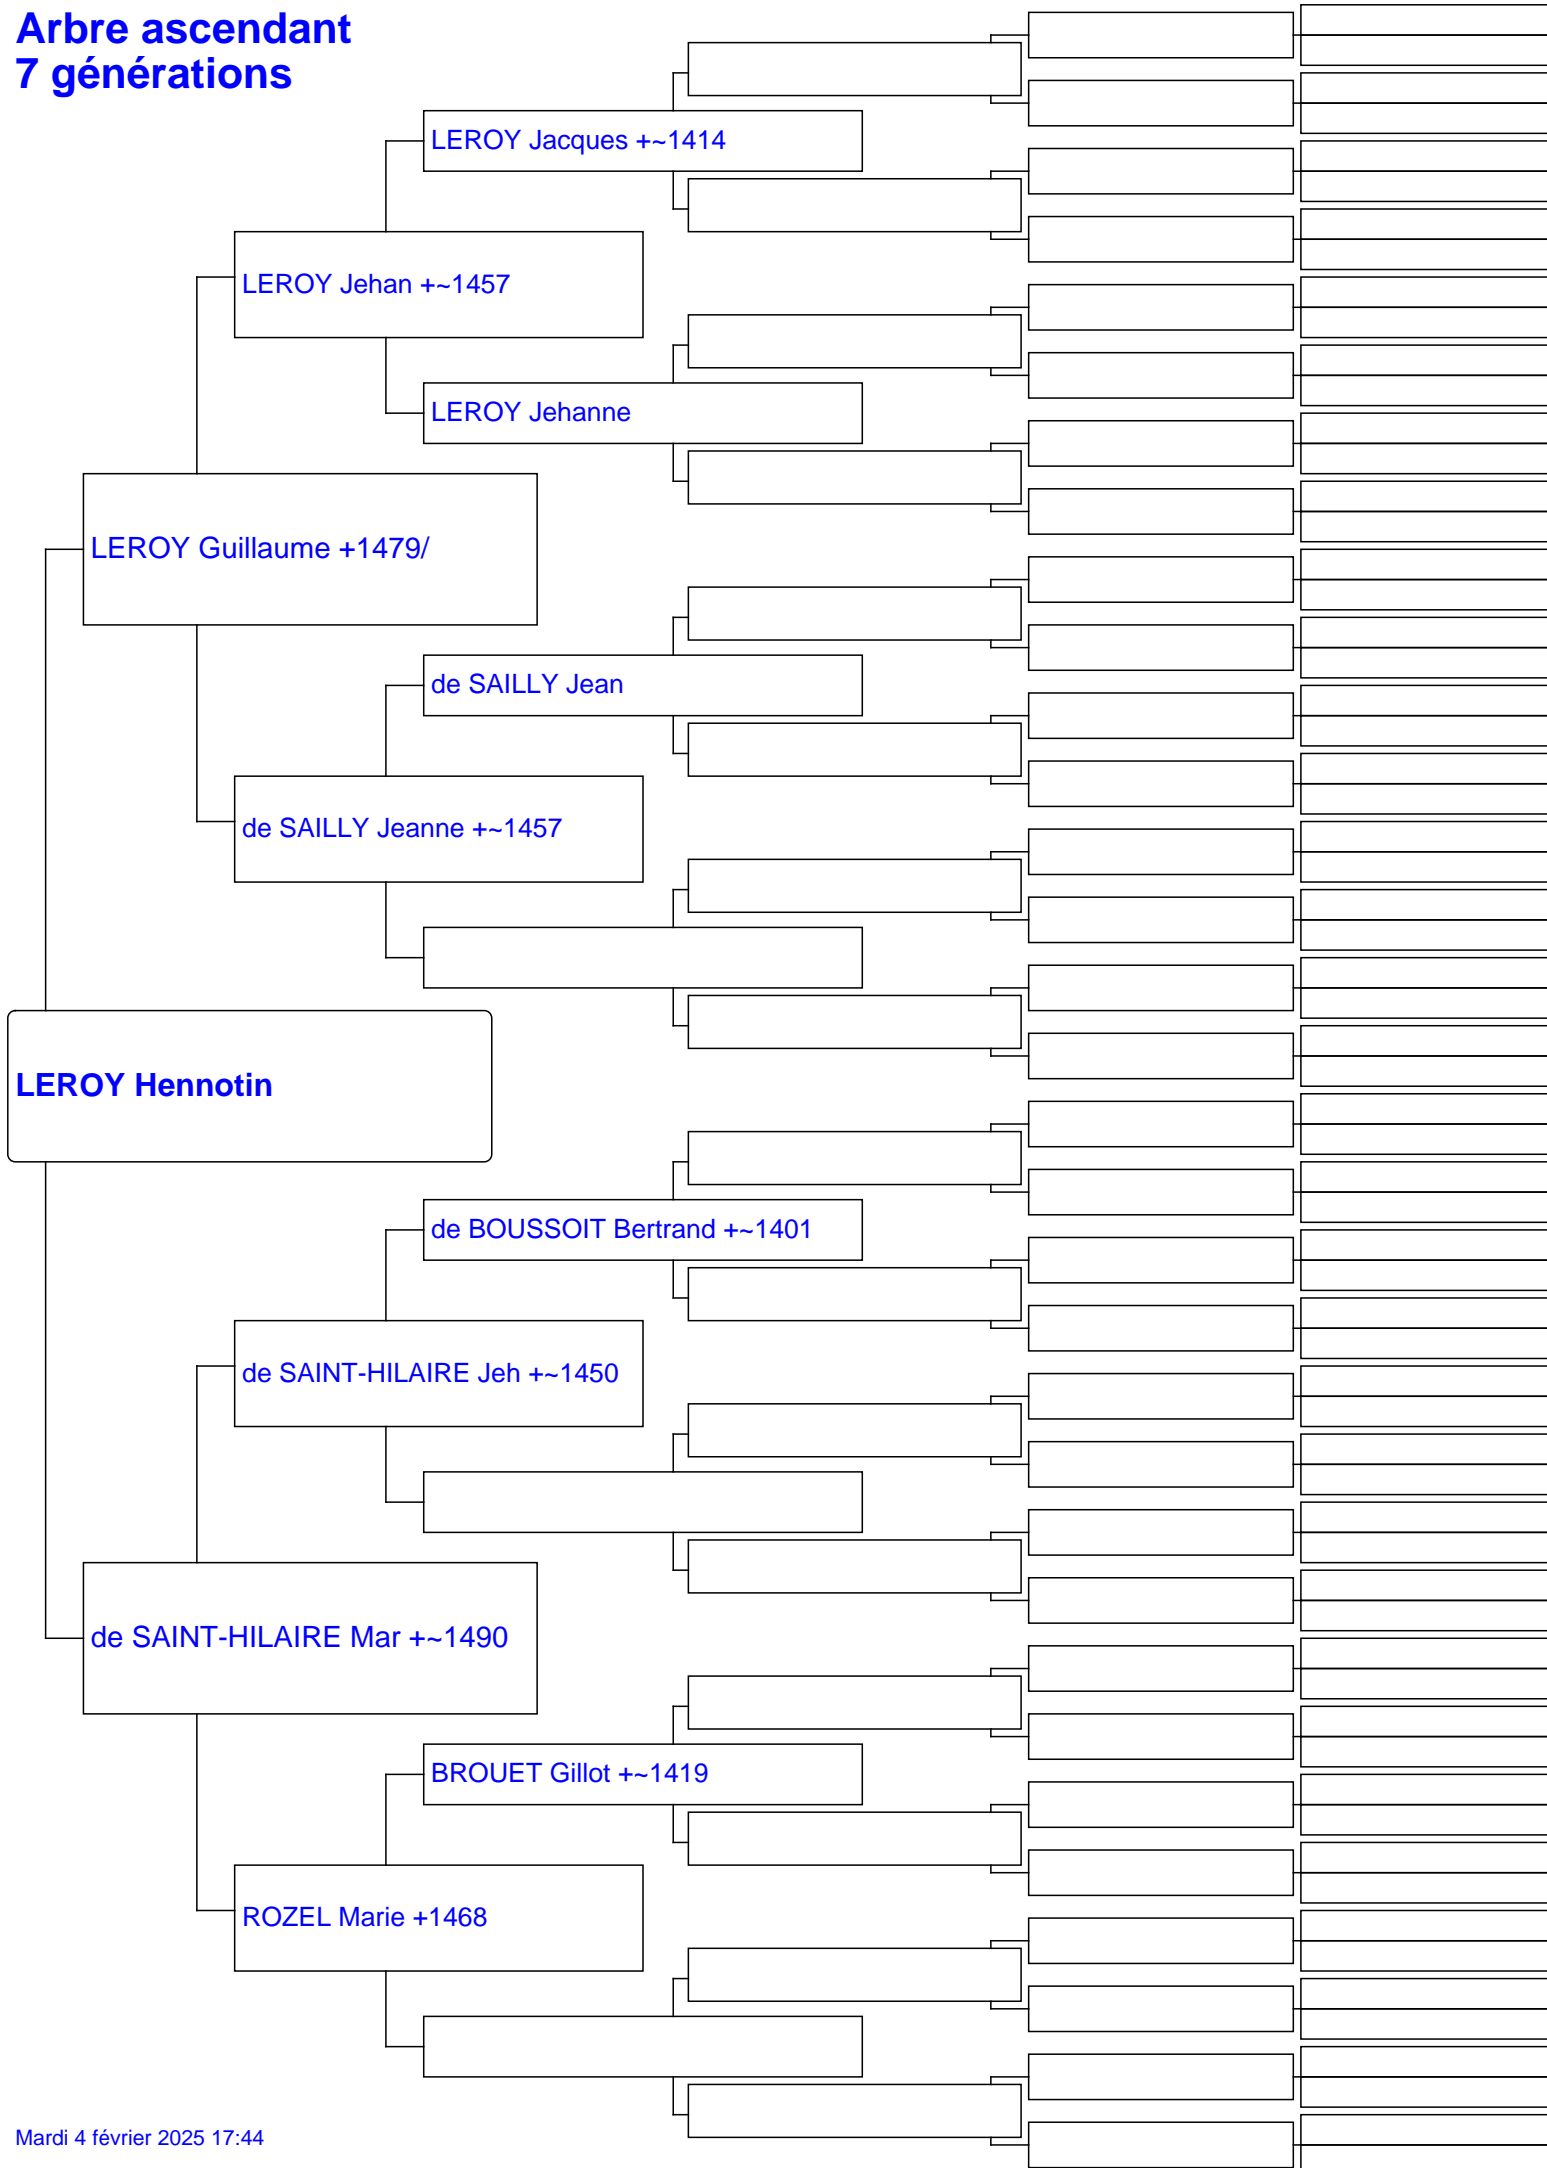 Arbre ascendant
7 générations
LEROY Jacques +~1414
LEROY Jehan +~1457
LEROY Jehanne
LEROY Guillaume +1479/
de SAILLY Jean
de SAILLY Jeanne +~1457
LEROY Hennotin
de BOUSSOIT Bertrand +~1401
de SAINT-HILAIRE Jeh +~1450
de SAINT-HILAIRE Mar +~1490
BROUET Gillot +~1419
ROZEL Marie +1468
Mardi 4 février 2025 17:44